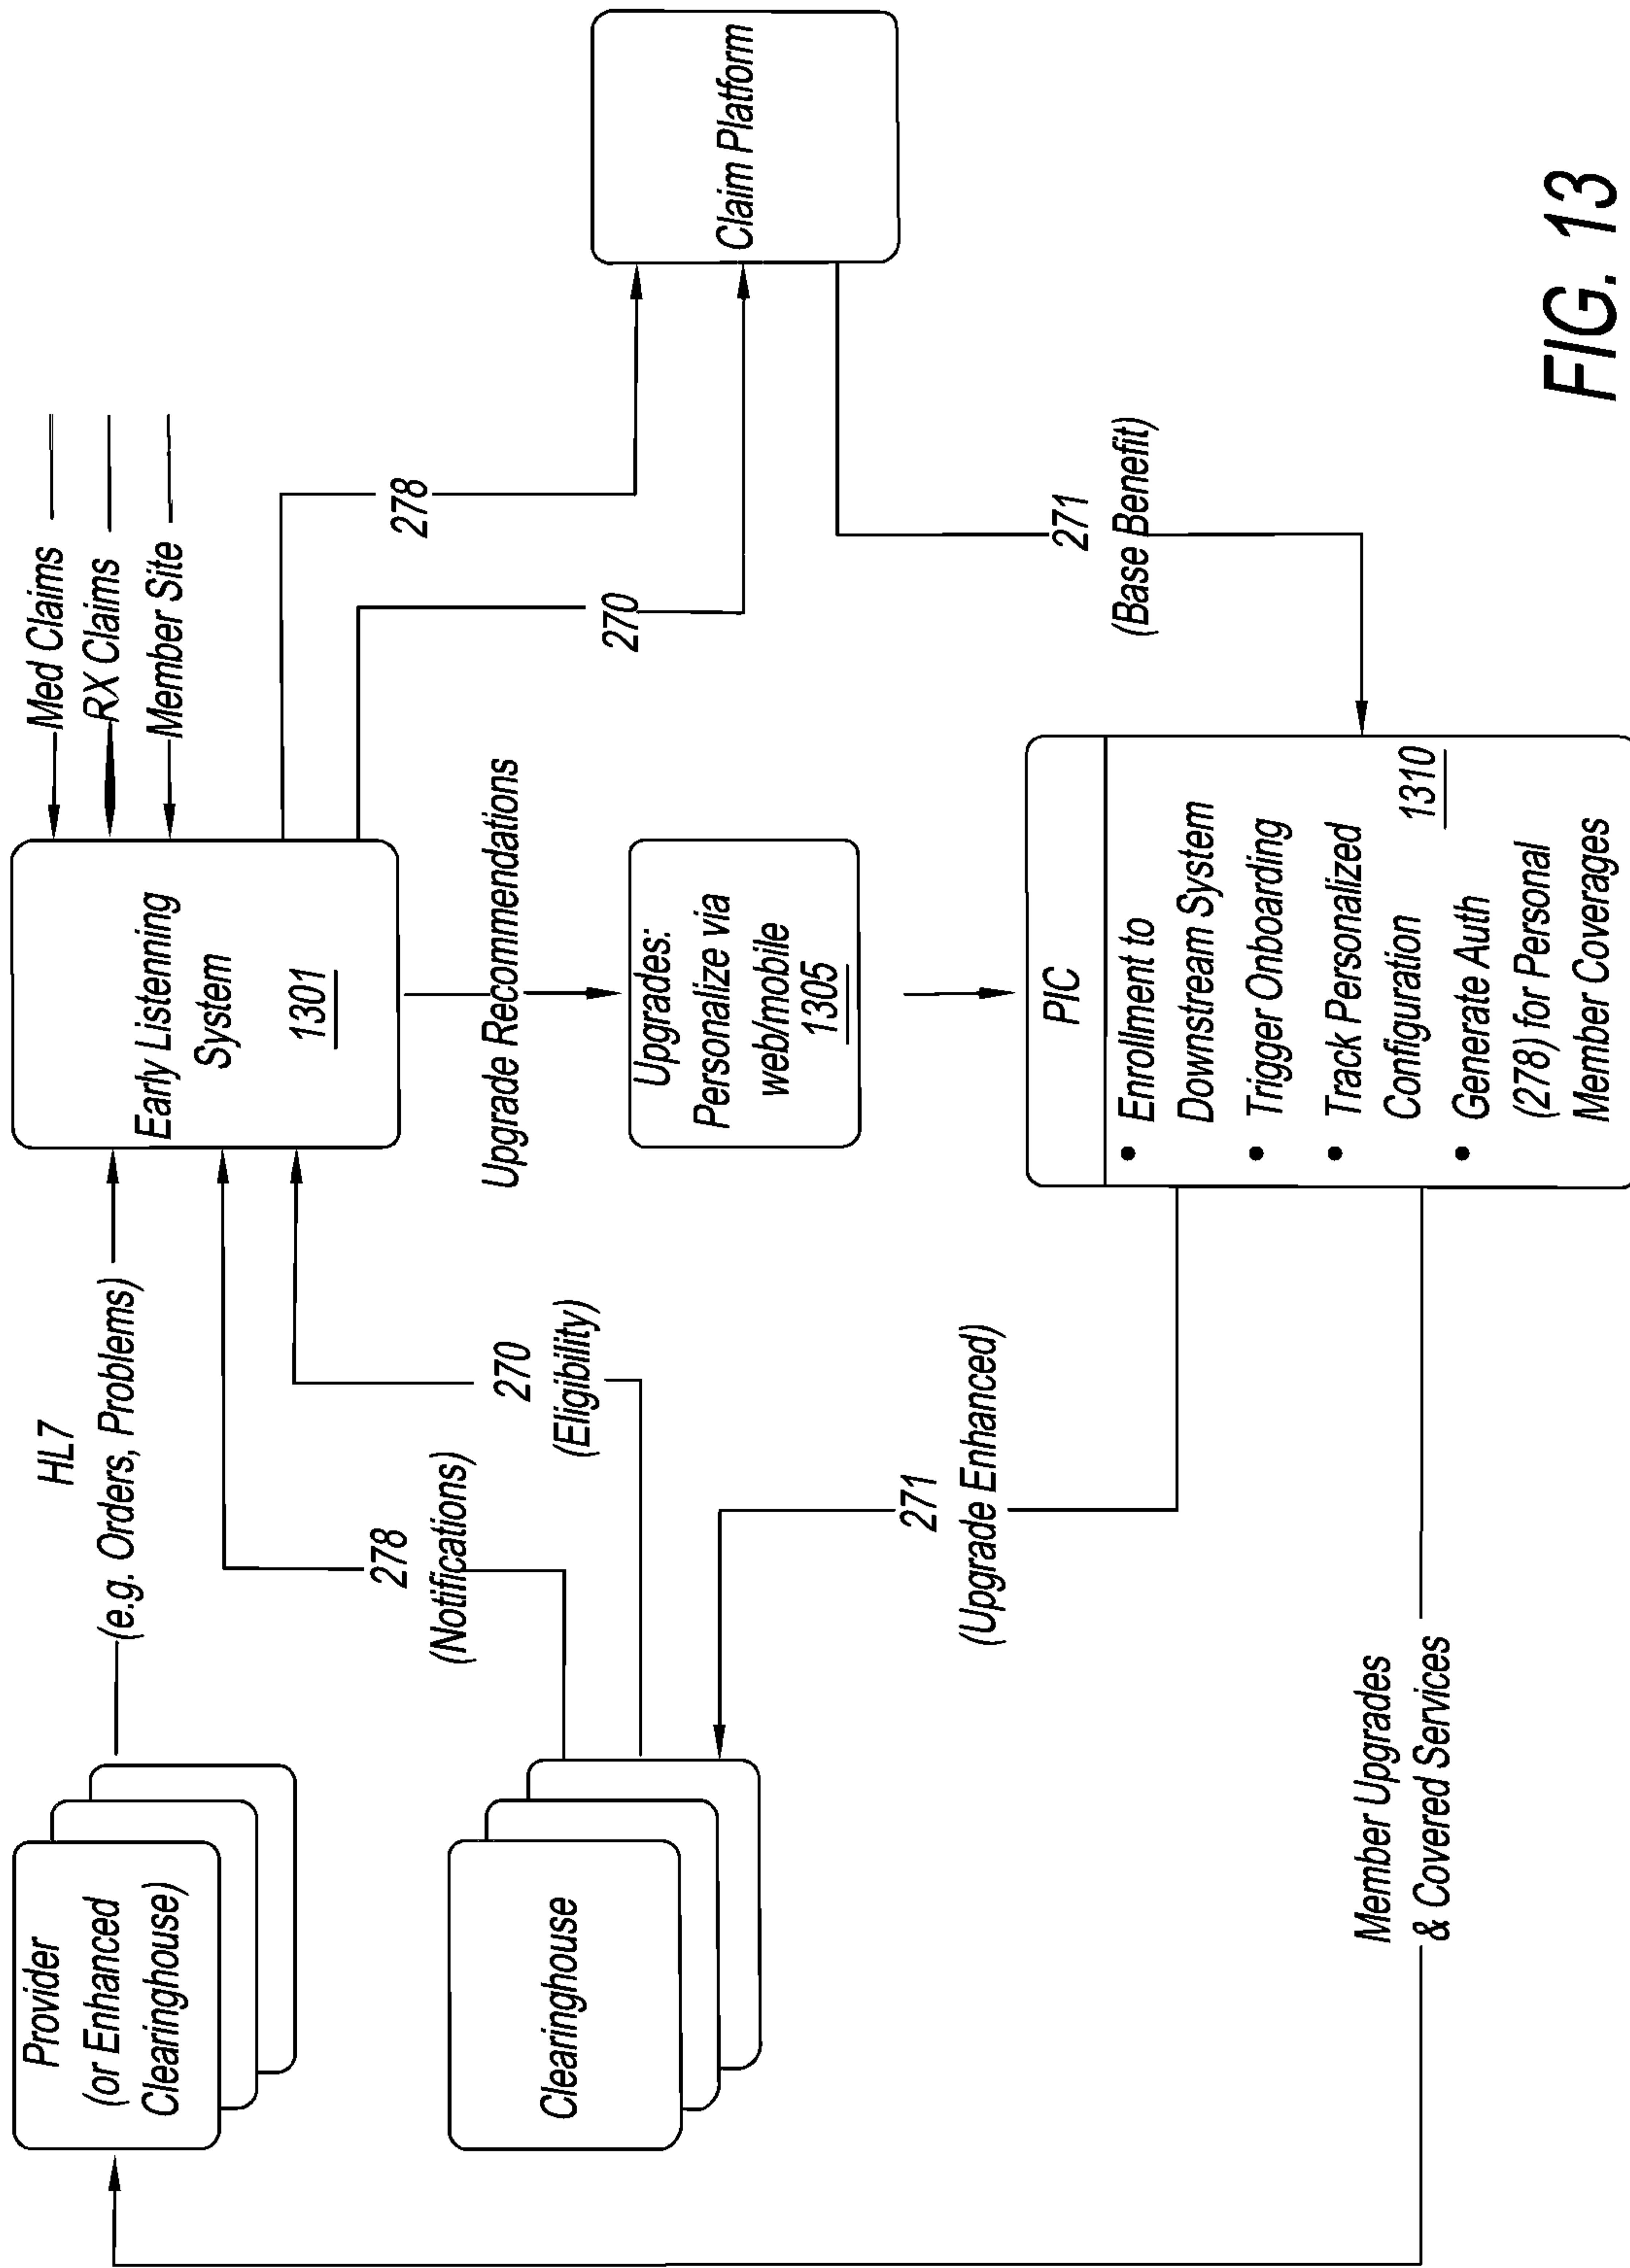 Provider
(or Enhanced
Clearinghouse)
HL7
(e.g. Orders, Problems)
Early Listenning
System
1301
Med Claims
RX Claims
Member Site
278
(Notifications)
270
(Eligibility)
278
270
Clearinghouse
Upgrade Recommendations
Upgrades:
Personalize via
web/mobile
1305
Claim Platform
271
(Upgrade Enhanced)
271
(Base Benefit)
PIC
• Enrollment to
Downstream System
• Trigger Onboarding
• Track Personalized
Configuration
1310
• Generate Auth
(278) for Personal
Member Coverages
Member Upgrades
& Covered Services
FIG. 13